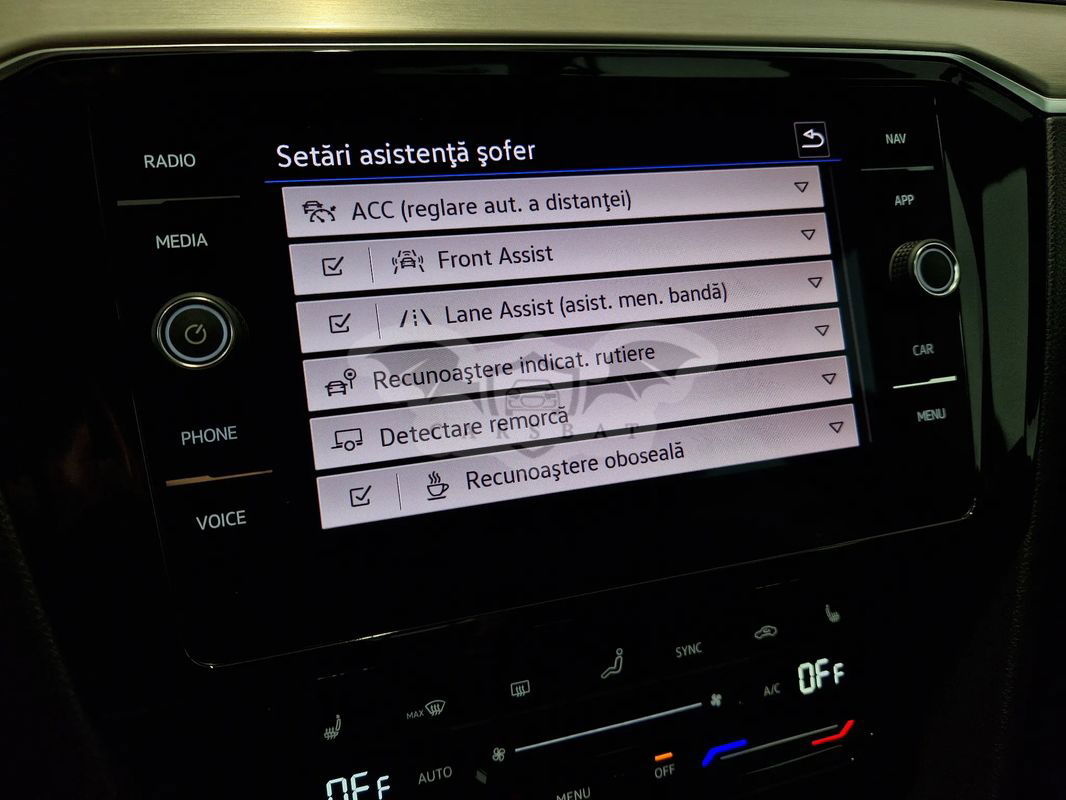 RADIO
MEDIA
PHONE
VOICE
Setări asistenţă şofer
ACC (reglare aut. a distanţei)
Front Assist
Lane Assist (asist. men. bandă)
Recunoaştere indicat. rutiere
Detectare remorcă
Recunoaştere oboseală
CARSBAT
NAV
APP
CAR
MENU
SYNC
MAX
A/C
OFF
OFF
AUTO
OFF
MENU